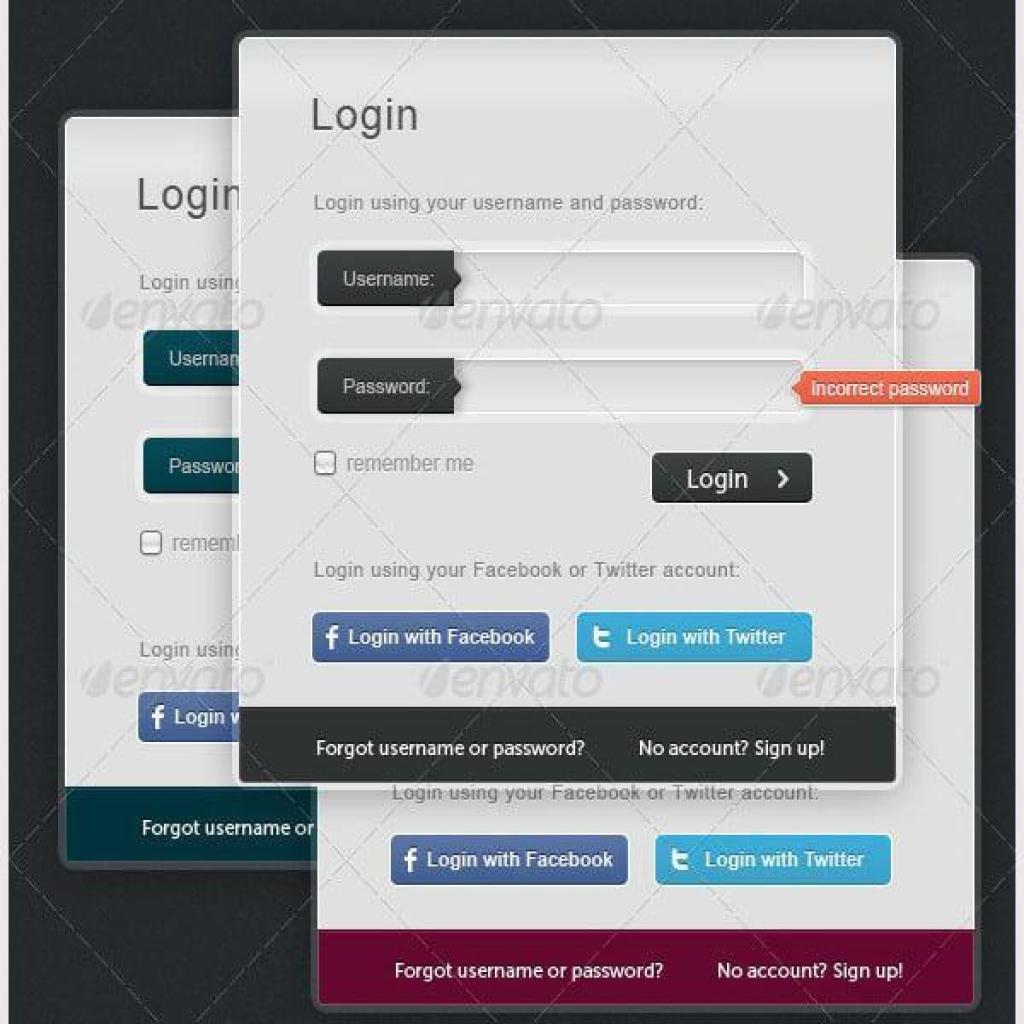 Login
Login using your username and password:
Username:
Password:
Incorrect password
remember me
Login
Login using your Facebook or Twitter account:
Login with Facebook
Login with Twitter
Forgot username or password?
No account? Sign up!
Login
Login using
Usernam
Passwor
rememb
Login using
Login w
Forgot username or
Login using your Facebook or Twitter account:
Login with Facebook
Login with Twitter
Forgot username or password?
No account? Sign up!
envato
envato
envato
envato
envato
envato